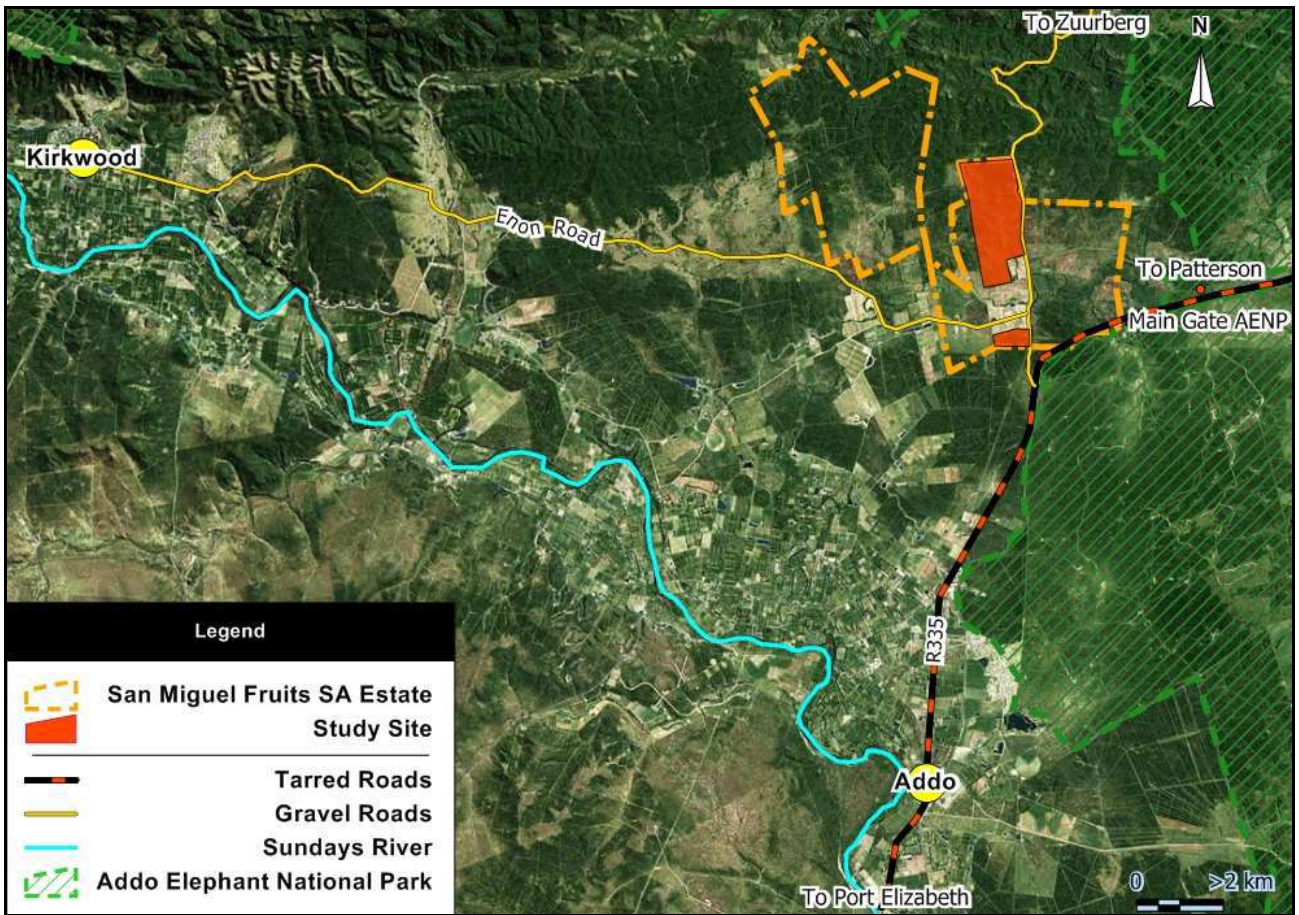 To Zuurberg
N
Kirkwood
Enon Road
To Patterson
Main Gate AENP
R335
Addo
To Port Elizabeth
0 >2 km
Legend
San Miguel Fruits SA Estate
Study Site
Tarred Roads
Gravel Roads
Sundays River
Addo Elephant National Park